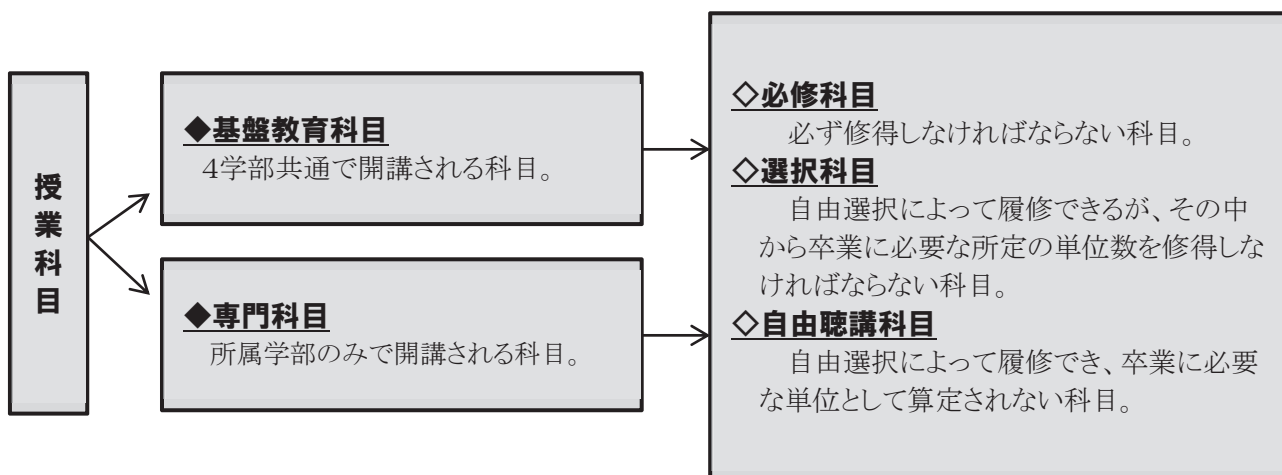 授業科目
◆基盤教育科目
4学部共通で開講される科目。
◆専門科目
所属学部のみで開講される科目。
◇必修科目
必ず修得しなければならない科目。
◇選択科目
自由選択によって履修できるが、その中
から卒業に必要な所定の単位数を修得しな
ければならない科目。
◇自由聴講科目
自由選択によって履修でき、卒業に必要
な単位として算定されない科目。